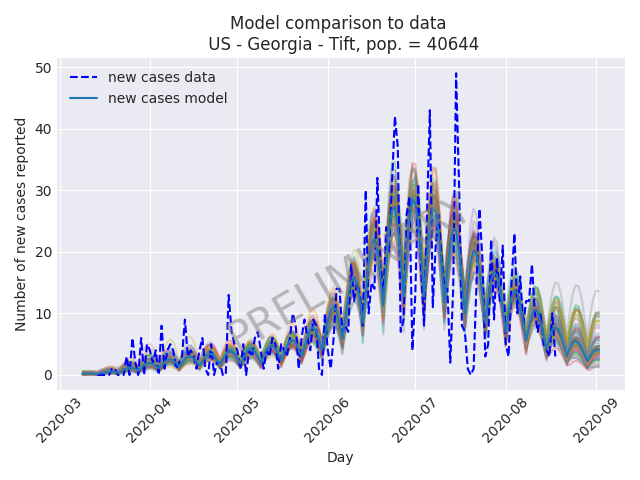 Model comparison to data
US - Georgia - Tift, pop. = 40644
50
40
30
20
10
0
Number of new cases reported
new cases data
new cases model
PRELIMINARY
2020-03
2020-04
2020-05
2020-06
2020-07
2020-08
2020-09
Day